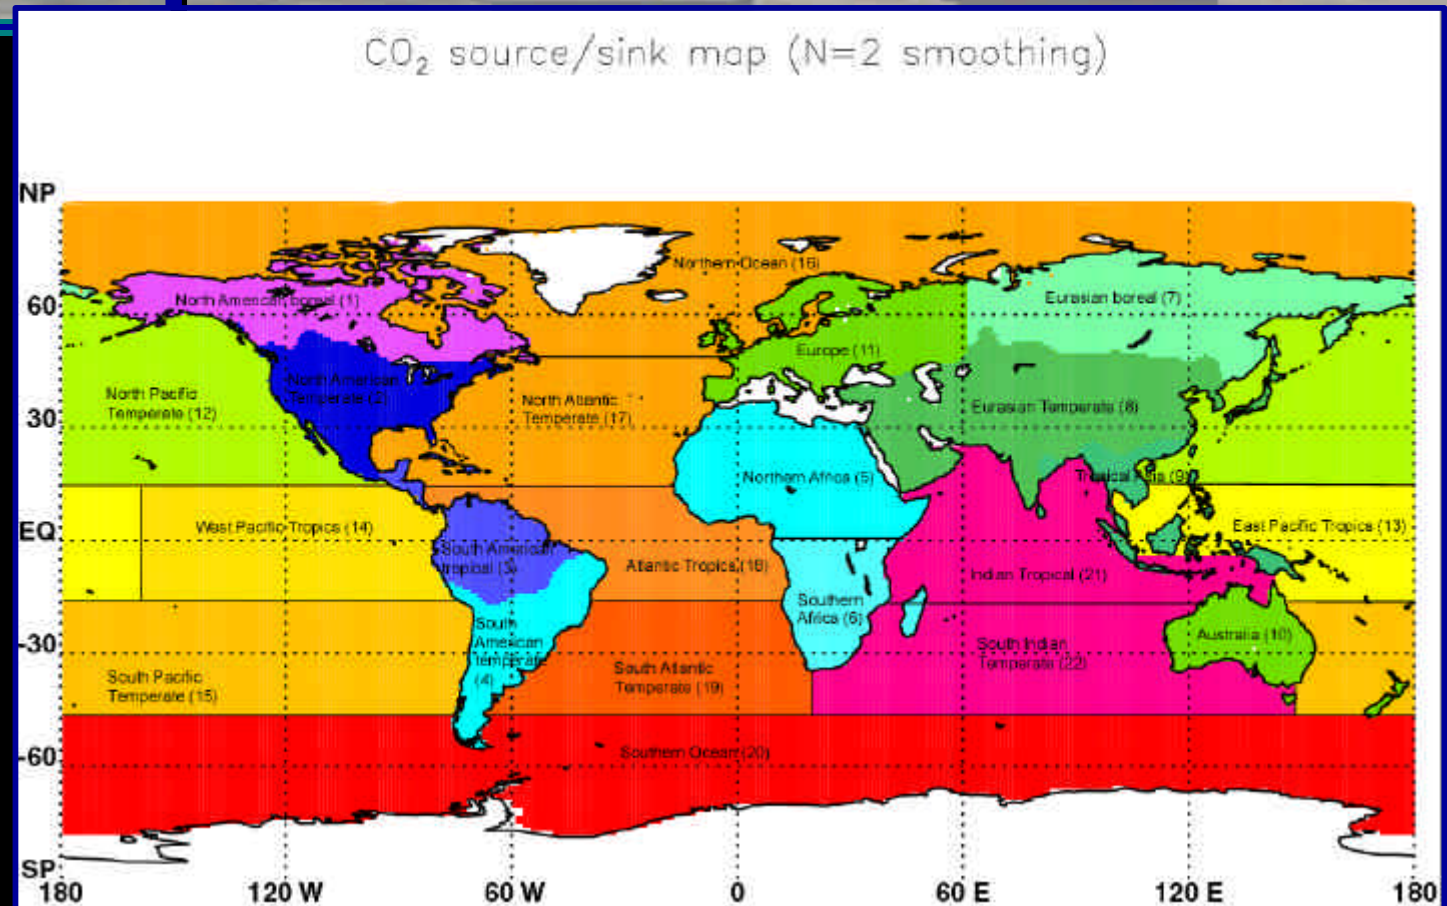 CO₂ source/sink map (N=2 smoothing)
NP
Northern Ocean (16)
North American boreal (1)
Eurasian boreal (7)
60
Europe (11)
North American
Temperate (2)
North Pacific
Temperate (12)
North Atlantic
Temperate (17)
Eurasian Temperate (8)
30
Northern Africa (5)
Tropical Asia (9)
West Pacific Tropics (14)
East Pacific Tropics (13)
EQ
South American
tropical (3)
Atlantic Tropics (18)
Indian Tropical (21)
Southern
Africa (6)
South
American
temperate
(4)
Australia (10)
-30
South Indian
Temperate (22)
South Pacific
Temperate (15)
South Atlantic
Temperate (19)
Southern Ocean (20)
-60
SP
180
120 W
60 W
0
60 E
120 E
180